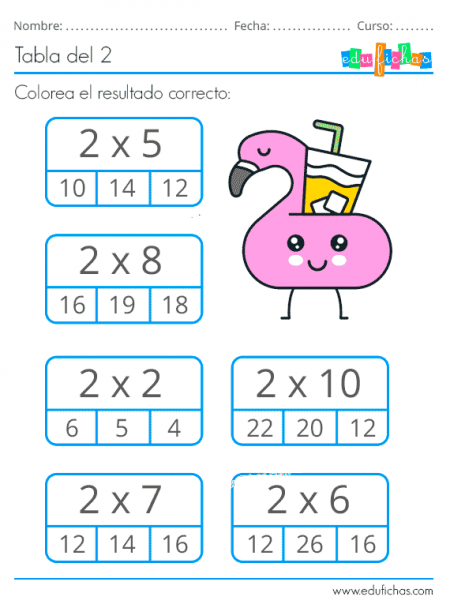 Nombre: ................................ Fecha: ................ Curso: ........
Tabla del 2
edufichas
Colorea el resultado correcto:
2 x 5
10 14 12
2 x 8
16 19 18
2 x 2
6 5 4
2 x 10
22 20 12
2 x 7
12 14 16
2 x 6
12 26 16
www.edufichas.com